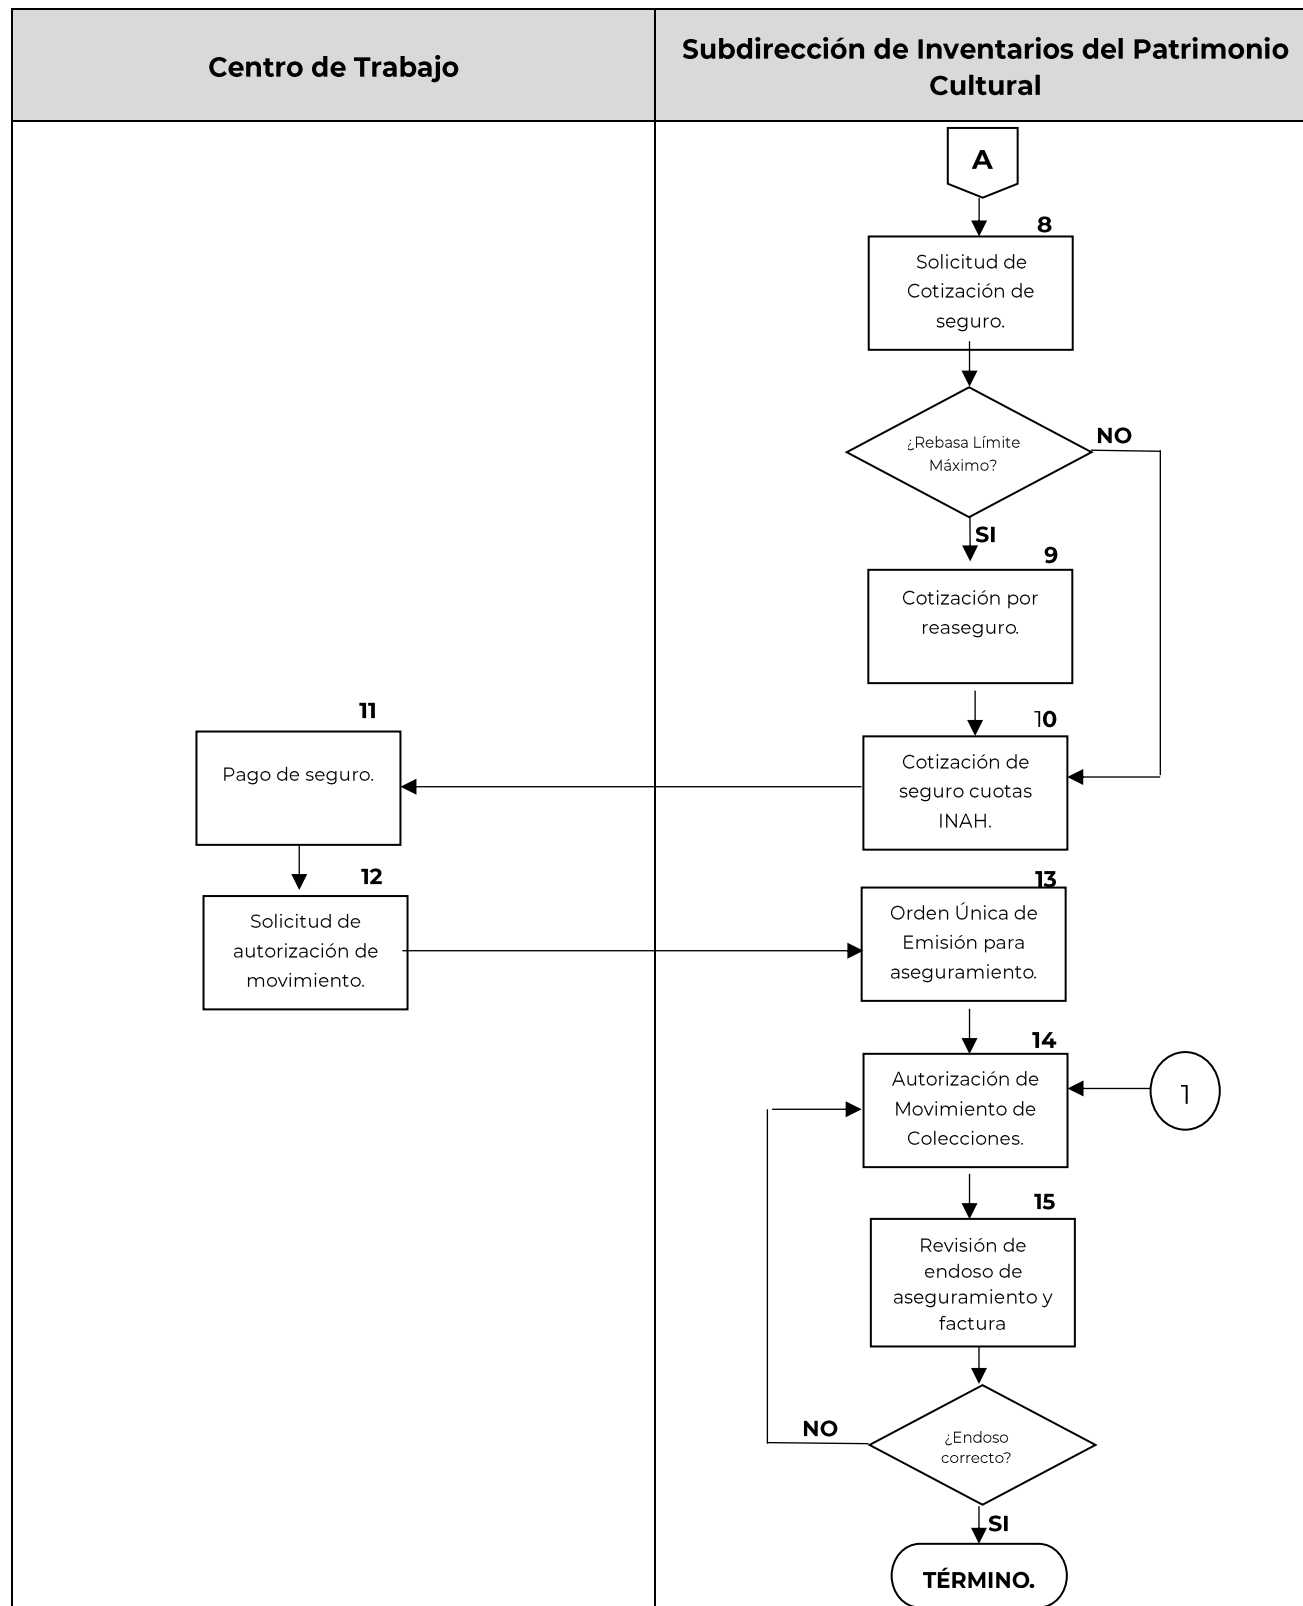 Centro de Trabajo
Subdirección de Inventarios del Patrimonio
Cultural
A
8
Solicitud de
Cotización de
seguro.
¿Rebasa Límite
Máximo?
NO
SI
9
Cotización por
reaseguro.
10
Cotización de
seguro cuotas
INAH.
11
Pago de seguro.
12
Solicitud de
autorización de
movimiento.
13
Orden Única de
Emisión para
aseguramiento.
14
Autorización de
Movimiento de
Colecciones.
1
15
Revisión de
endoso de
aseguramiento y
factura
¿Endoso
correcto?
NO
SI
TÉRMINO.